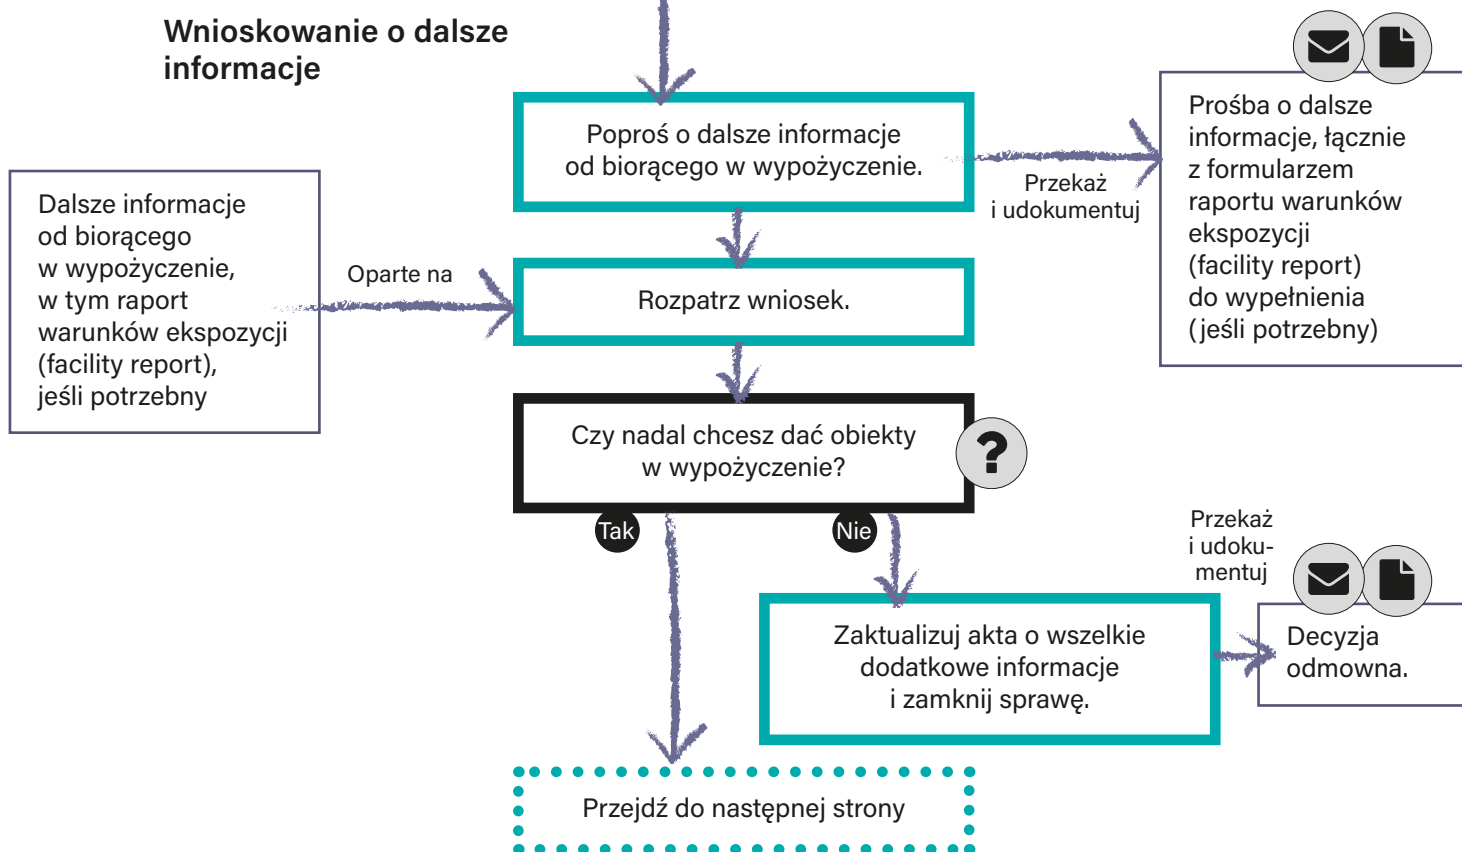 Wnioskowanie o dalsze
informacje
Poproś o dalsze informacje
od biorącego w wypożyczenie.
Przekaż
i udokumentuj
Prośba o dalsze
informacje, łącznie
z formularzem
raportu warunków
ekspozycji
(facility report)
do wypełnienia
(jeśli potrzebny)
Dalsze informacje
od biorącego
w wypożyczenie,
w tym raport
warunków ekspozycji
(facility report),
jeśli potrzebny
Oparte na
Rozpatrz wniosek.
Czy nadal chcesz dać obiekty
w wypożyczenie?
?
Tak
Nie
Przekaż
i udoku-
mentuj
Zaktualizuj akta o wszelkie
dodatkowe informacje
i zamknij sprawę.
Decyzja
odmowna.
Przejdź do następnej strony